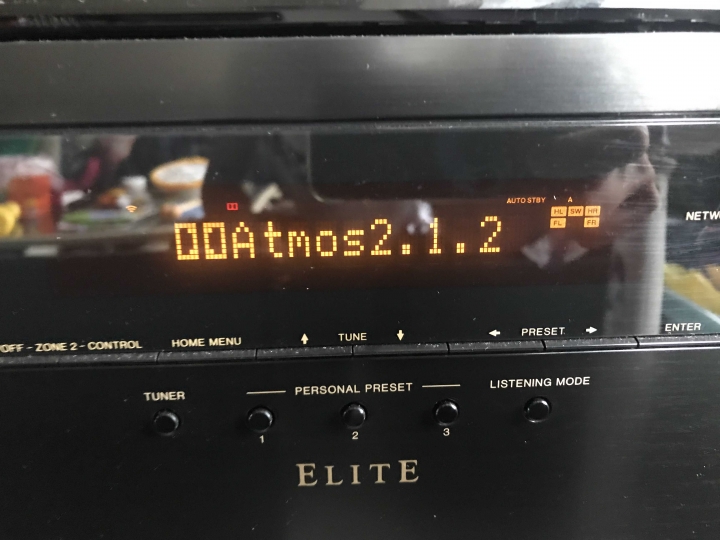 AUTO STBY A
HL SW HR
FL FR
NETW
Atmos2.1.2
OFF - ZONE 2 - CONTROL HOME MENU TUNE PRESET ENTER
TUNER PERSONAL PRESET LISTENING MODE
1 2 3
ELITE